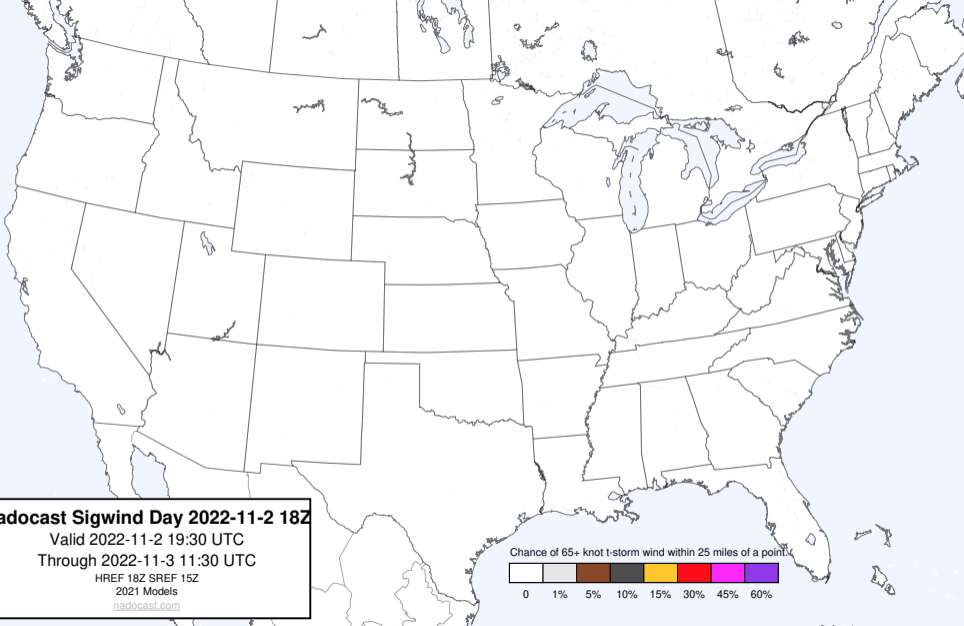 adocast Sigwind Day 2022-11-2 18Z
Valid 2022-11-2 19:30 UTC
Through 2022-11-3 11:30 UTC
HREF 18Z SREF 15Z
2021 Models
nadocast.com
Chance of 65+ knot t-storm wind within 25 miles of a point.
0 1% 5% 10% 15% 30% 45% 60%